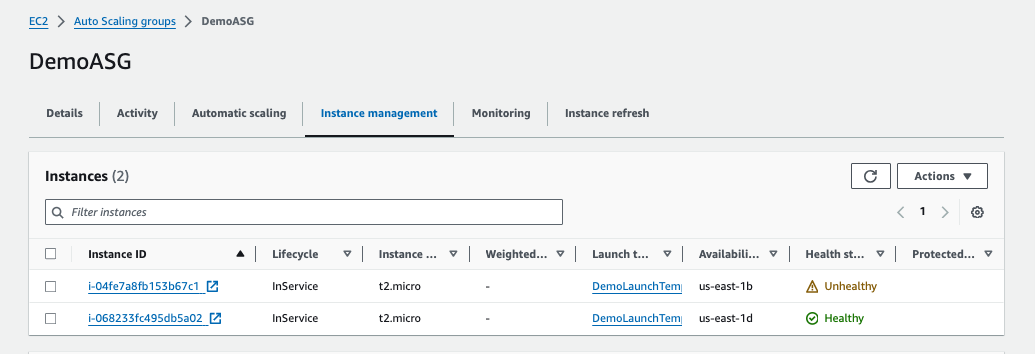 EC2 > Auto Scaling groups > DemoASG
DemoASG
Details Activity Automatic scaling Instance management Monitoring Instance refresh
Instances (2)
Actions
Filter instances
1
Instance ID Lifecycle Instance ... Weighted... Launch t... Availabili... Health st... Protected...
i-04fe7a8fb153b67c1 InService t2.micro - DemoLaunchTemp us-east-1b Unhealthy
i-068233fc495db5a02 InService t2.micro - DemoLaunchTemp us-east-1d Healthy